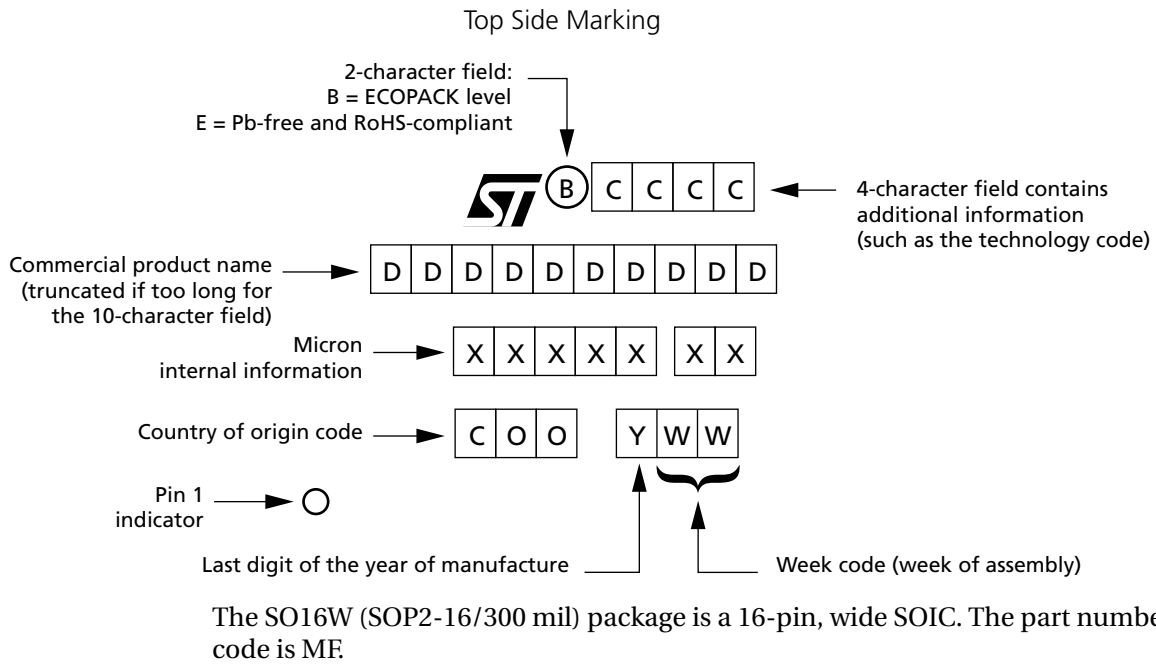 Top Side Marking
2-character field:
B = ECOPACK level
E = Pb-free and RoHS-compliant
ST B C C C C
4-character field contains
additional information
(such as the technology code)
Commercial product name
(truncated if too long for
the 10-character field)
D D D D D D D D D D
Micron
internal information
X X X X X X X
Country of origin code
C O O Y W W
Pin 1
indicator
Last digit of the year of manufacture
Week code (week of assembly)
The SO16W (SOP2-16/300 mil) package is a 16-pin, wide SOIC. The part numbe
code is MF.